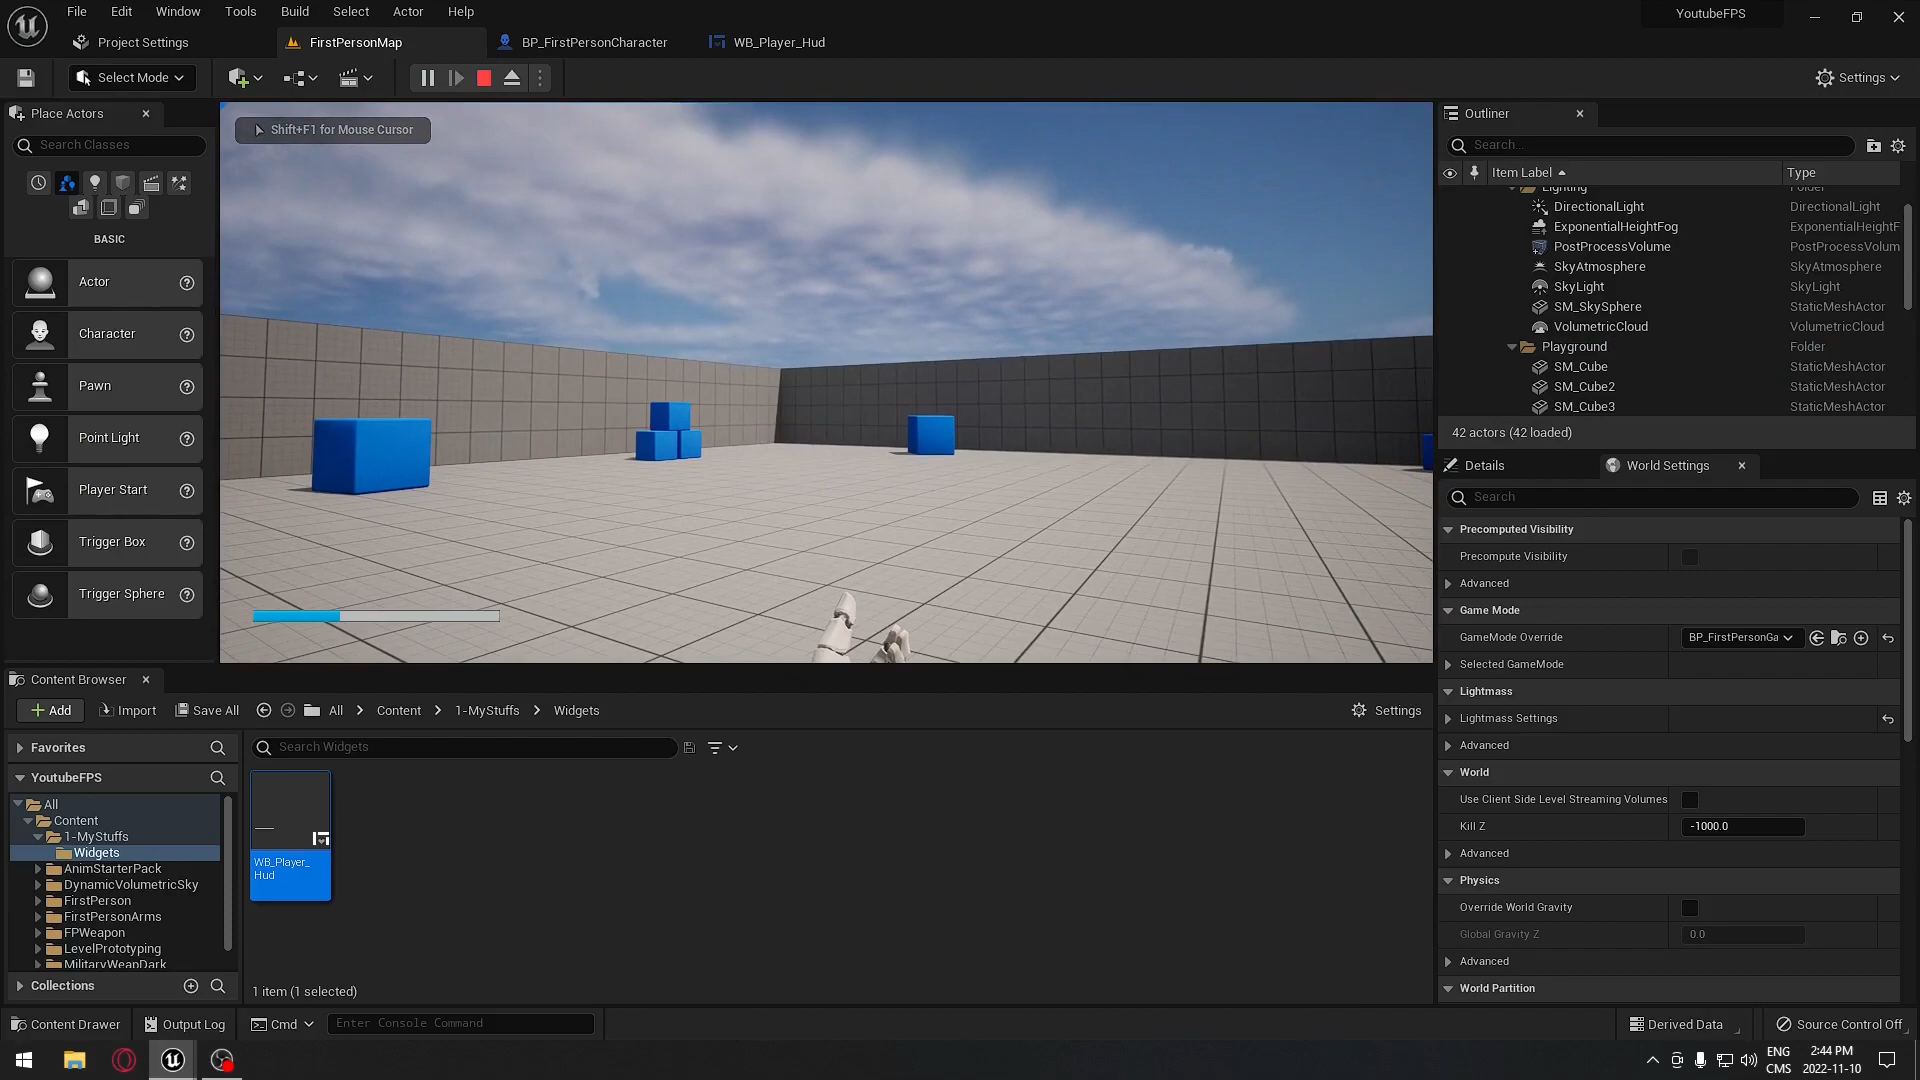 File Edit Window Tools Build Select Actor Help
YoutubeFPS
Project Settings
FirstPersonMap
BP_FirstPersonCharacter
WB_Player_Hud
Select Mode
Settings
Place Actors
Search Classes
BASIC
Actor
Character
Pawn
Point Light
Player Start
Trigger Box
Trigger Sphere
Shift+F1 for Mouse Cursor
Outliner
Search...
Item Label Type
Lighting Folder
DirectionalLight DirectionalLight
ExponentialHeightFog ExponentialHeightF
PostProcessVolume PostProcessVolum
SkyAtmosphere SkyAtmosphere
SkyLight SkyLight
SM_SkySphere StaticMeshActor
VolumetricCloud VolumetricCloud
Playground Folder
SM_Cube StaticMeshActor
SM_Cube2 StaticMeshActor
SM_Cube3 StaticMeshActor
42 actors (42 loaded)
Details
World Settings
Search
Precomputed Visibility
Precompute Visibility
Advanced
Game Mode
GameMode Override BP_FirstPersonGa
Selected GameMode
Lightmass
Lightmass Settings
Advanced
World
Use Client Side Level Streaming Volumes
Kill Z -1000.0
Advanced
Physics
Override World Gravity
Global Gravity Z 0.0
Advanced
World Partition
Content Browser
Add Import Save All All > Content > 1-MyStuffs > Widgets Settings
Favorites
YoutubeFPS
All
Content
1-MyStuffs
Widgets
AnimStarterPack
DynamicVolumetricSky
FirstPerson
FirstPersonArms
FPWeapon
LevelPrototyping
MilitaryWeapDark
Collections
Search Widgets
WB_Player_
Hud
1 item (1 selected)
Content Drawer Output Log Cmd Enter Console Command
Derived Data Source Control Off
ENG
CMS
2:44 PM
2022-11-10